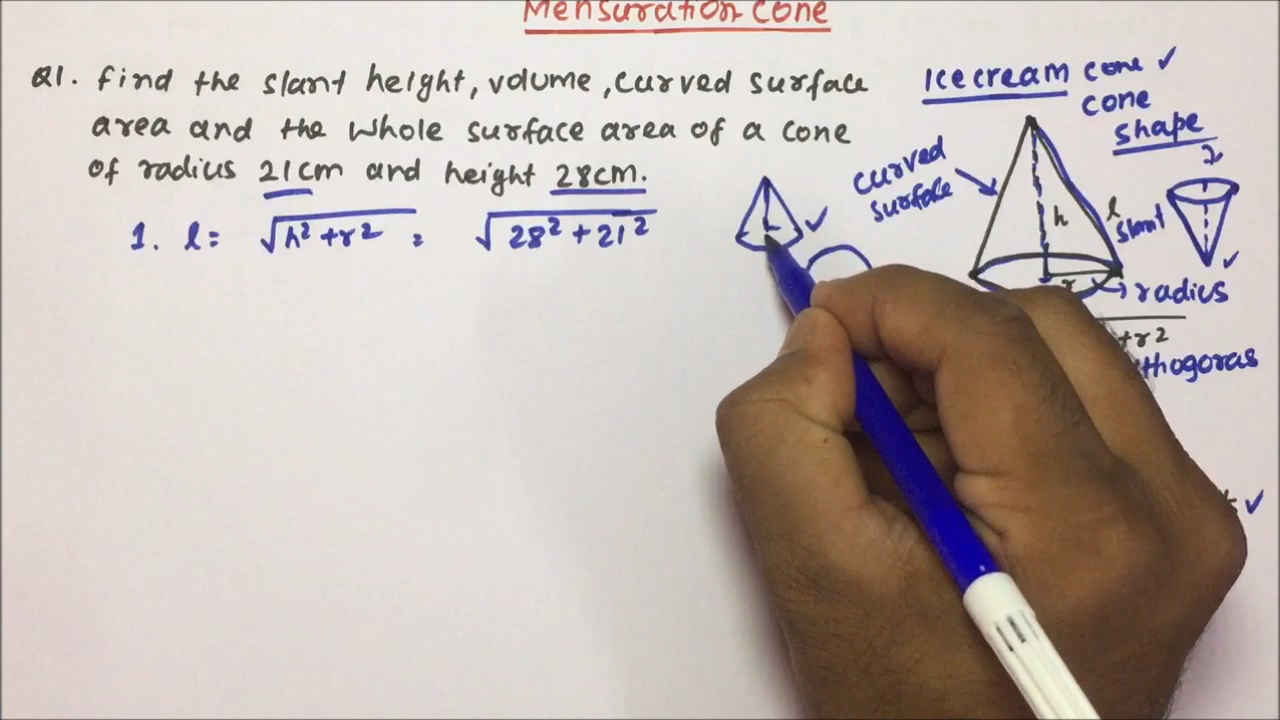 Mensuration Cone
Q1. find the slant height, volume, curved surface
area and the whole surface area of a cone
of radius 21cm and height 28cm.
1. l = √h² + r² = √28² + 21²
Icecream cone ✓
cone
shape
curved
surface
h
l
slant
r
radius
+r2
thogoras